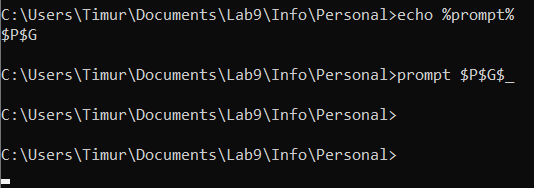 C:\Users\Timur\Documents\Lab9\Info\Personal>echo %prompt%
$P$G
C:\Users\Timur\Documents\Lab9\Info\Personal>prompt $P$G$_
C:\Users\Timur\Documents\Lab9\Info\Personal>
C:\Users\Timur\Documents\Lab9\Info\Personal>